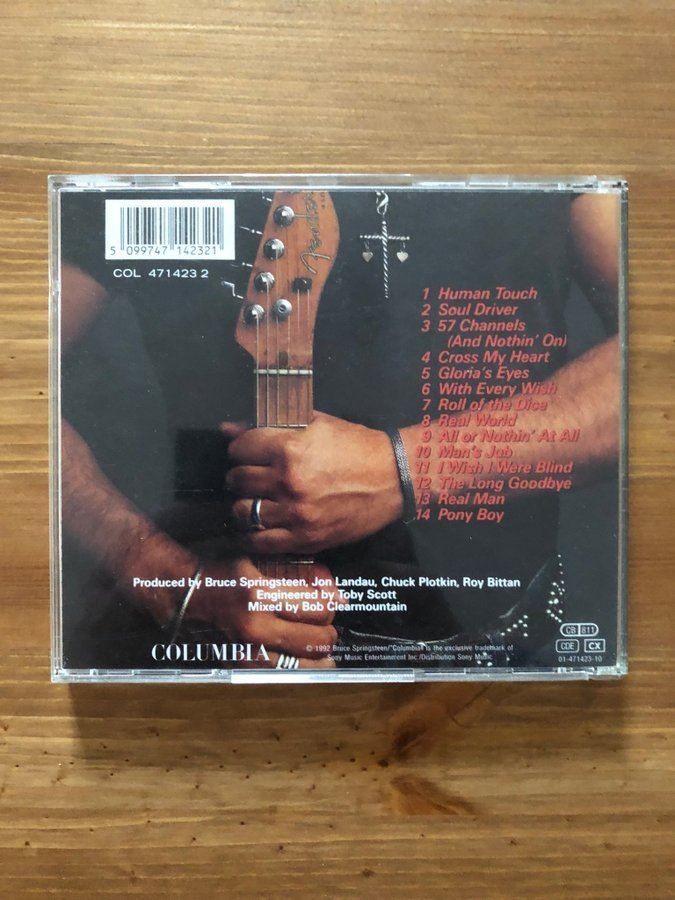 5 099747 142321
COL 471423 2
Fender
1 Human Touch
2 Soul Driver
3 57 Channels
(And Nothin' On)
4 Cross My Heart
5 Gloria's Eyes
6 With Every Wish
7 Roll of the Dice
8 Real World
9 All or Nothin' At All
10 Man's Job
11 I Wish I Were Blind
12 The Long Goodbye
13 Real Man
14 Pony Boy
Produced by Bruce Springsteen, Jon Landau, Chuck Plotkin, Roy Bittan
Engineered by Toby Scott
Mixed by Bob Clearmountain
COLUMBIA
℗ 1992 Bruce Springsteen/"Columbia" is the exclusive trademark of
Sony Music Entertainment Inc./Distribution Sony Music
CB 811
CDE CX
01-471423-10